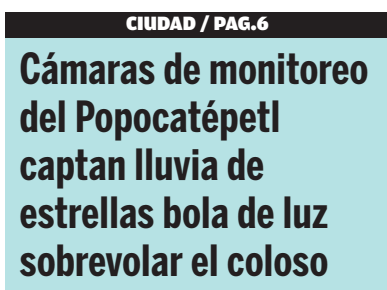 CIUDAD / PAG.6
Cámaras de monitoreo
del Popocatépetl
captan lluvia de
estrellas bola de luz
sobrevolar el coloso